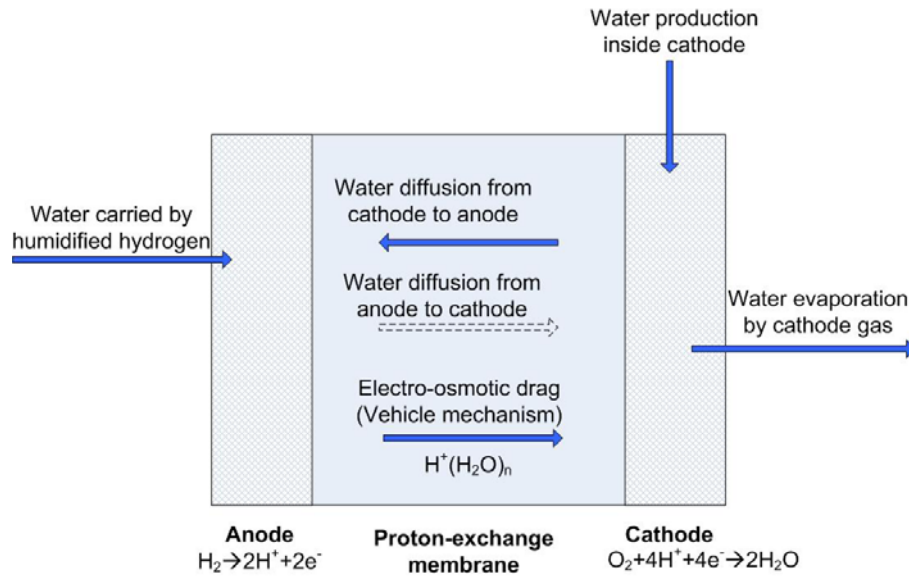 Water production
inside cathode
Water diffusion from
cathode to anode
Water carried by
humidified hydrogen
Water diffusion from
anode to cathode
Water evaporation
by cathode gas
Electro-osmotic drag
(Vehicle mechanism)
H⁺(H₂O)ₙ
Anode
H₂→2H⁺+2e⁻
Proton-exchange
membrane
Cathode
O₂+4H⁺+4e⁻→2H₂O